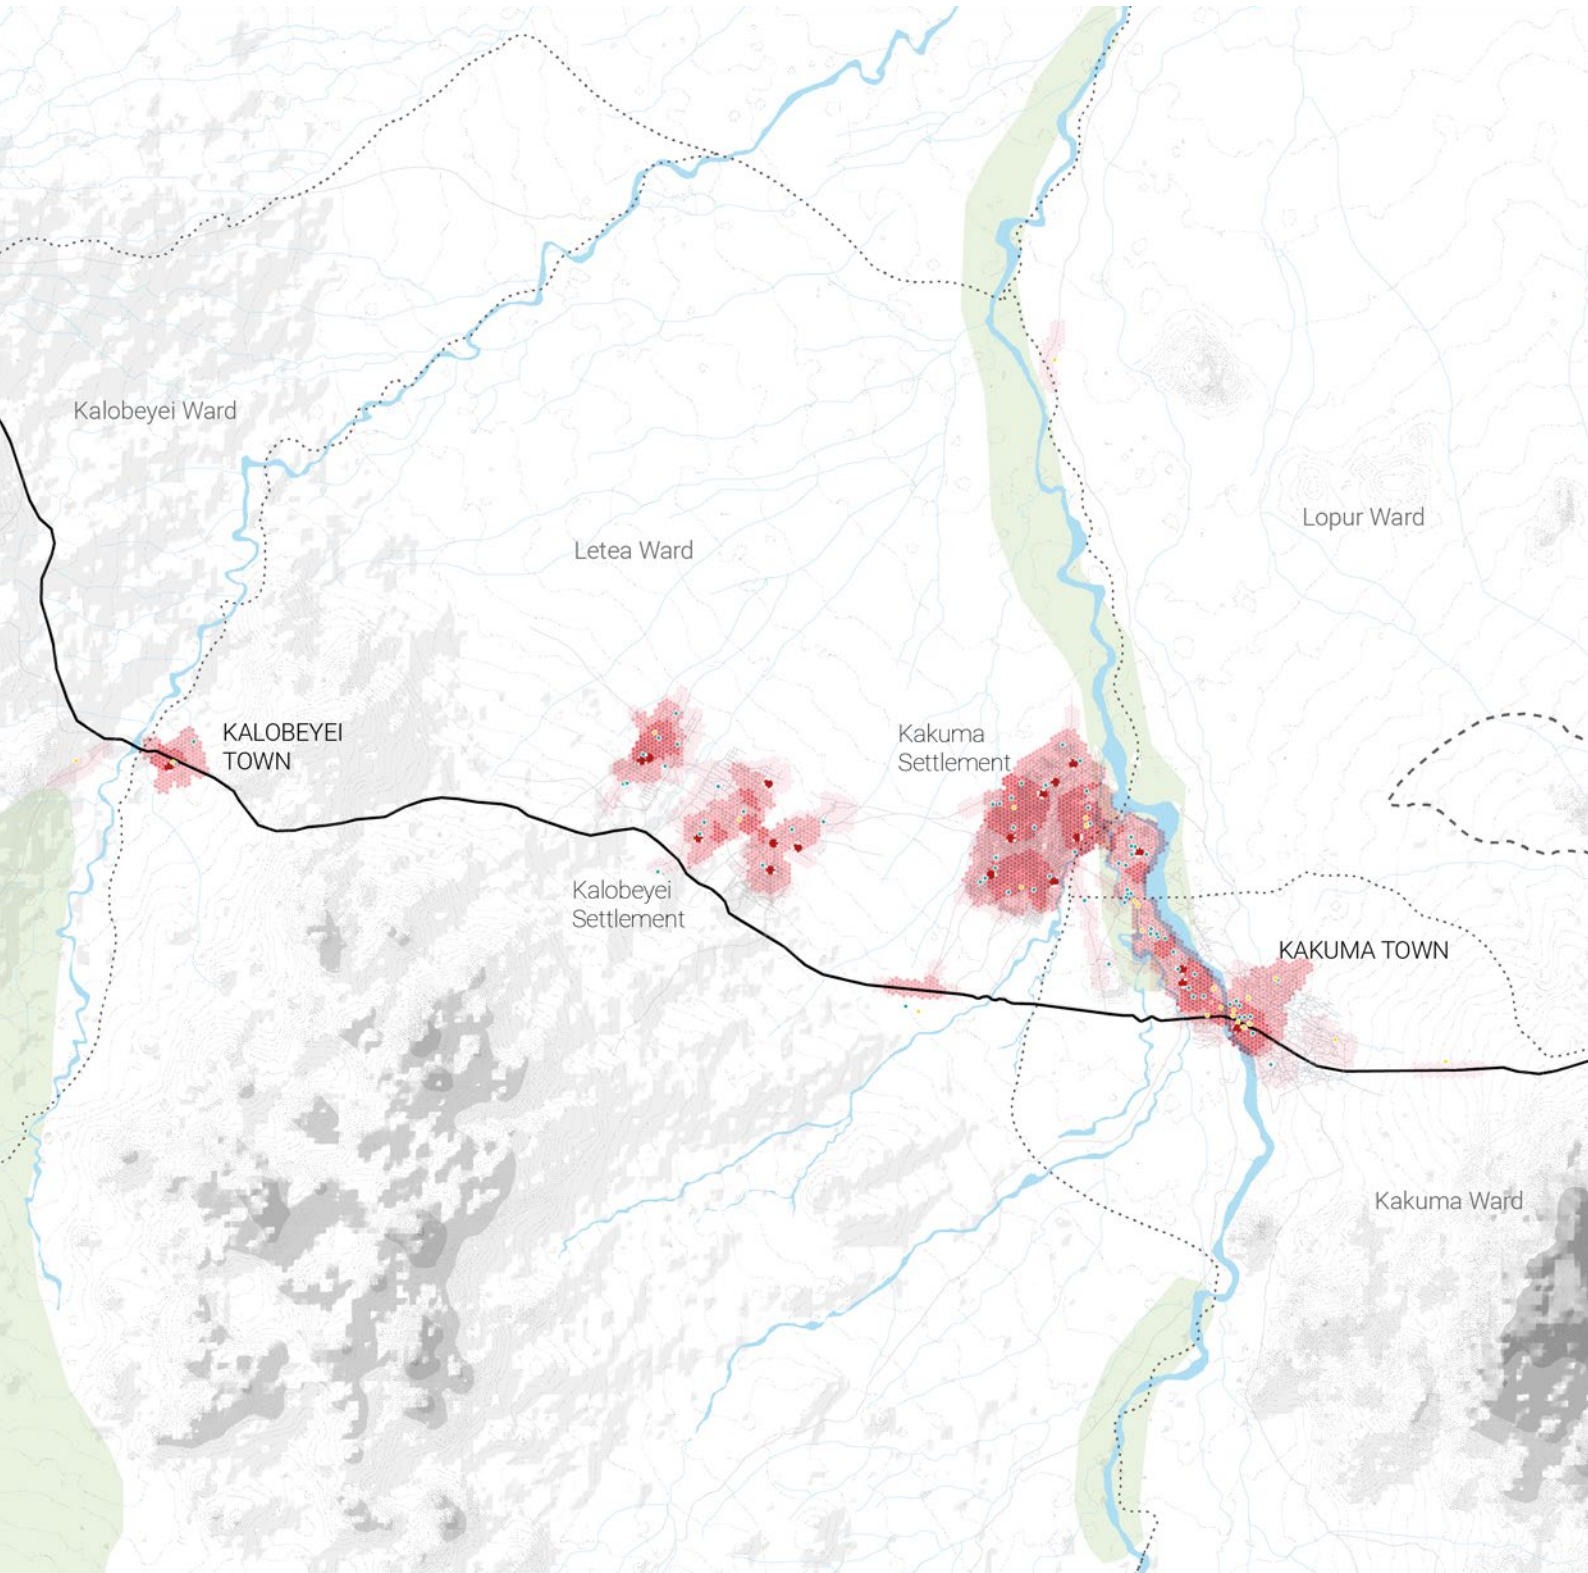 Kalobeyei Ward
Lopur Ward
Letea Ward
KALOBEYEI
TOWN
Kakuma
Settlement
Kalobeyei
Settlement
KAKUMA TOWN
Kakuma Ward